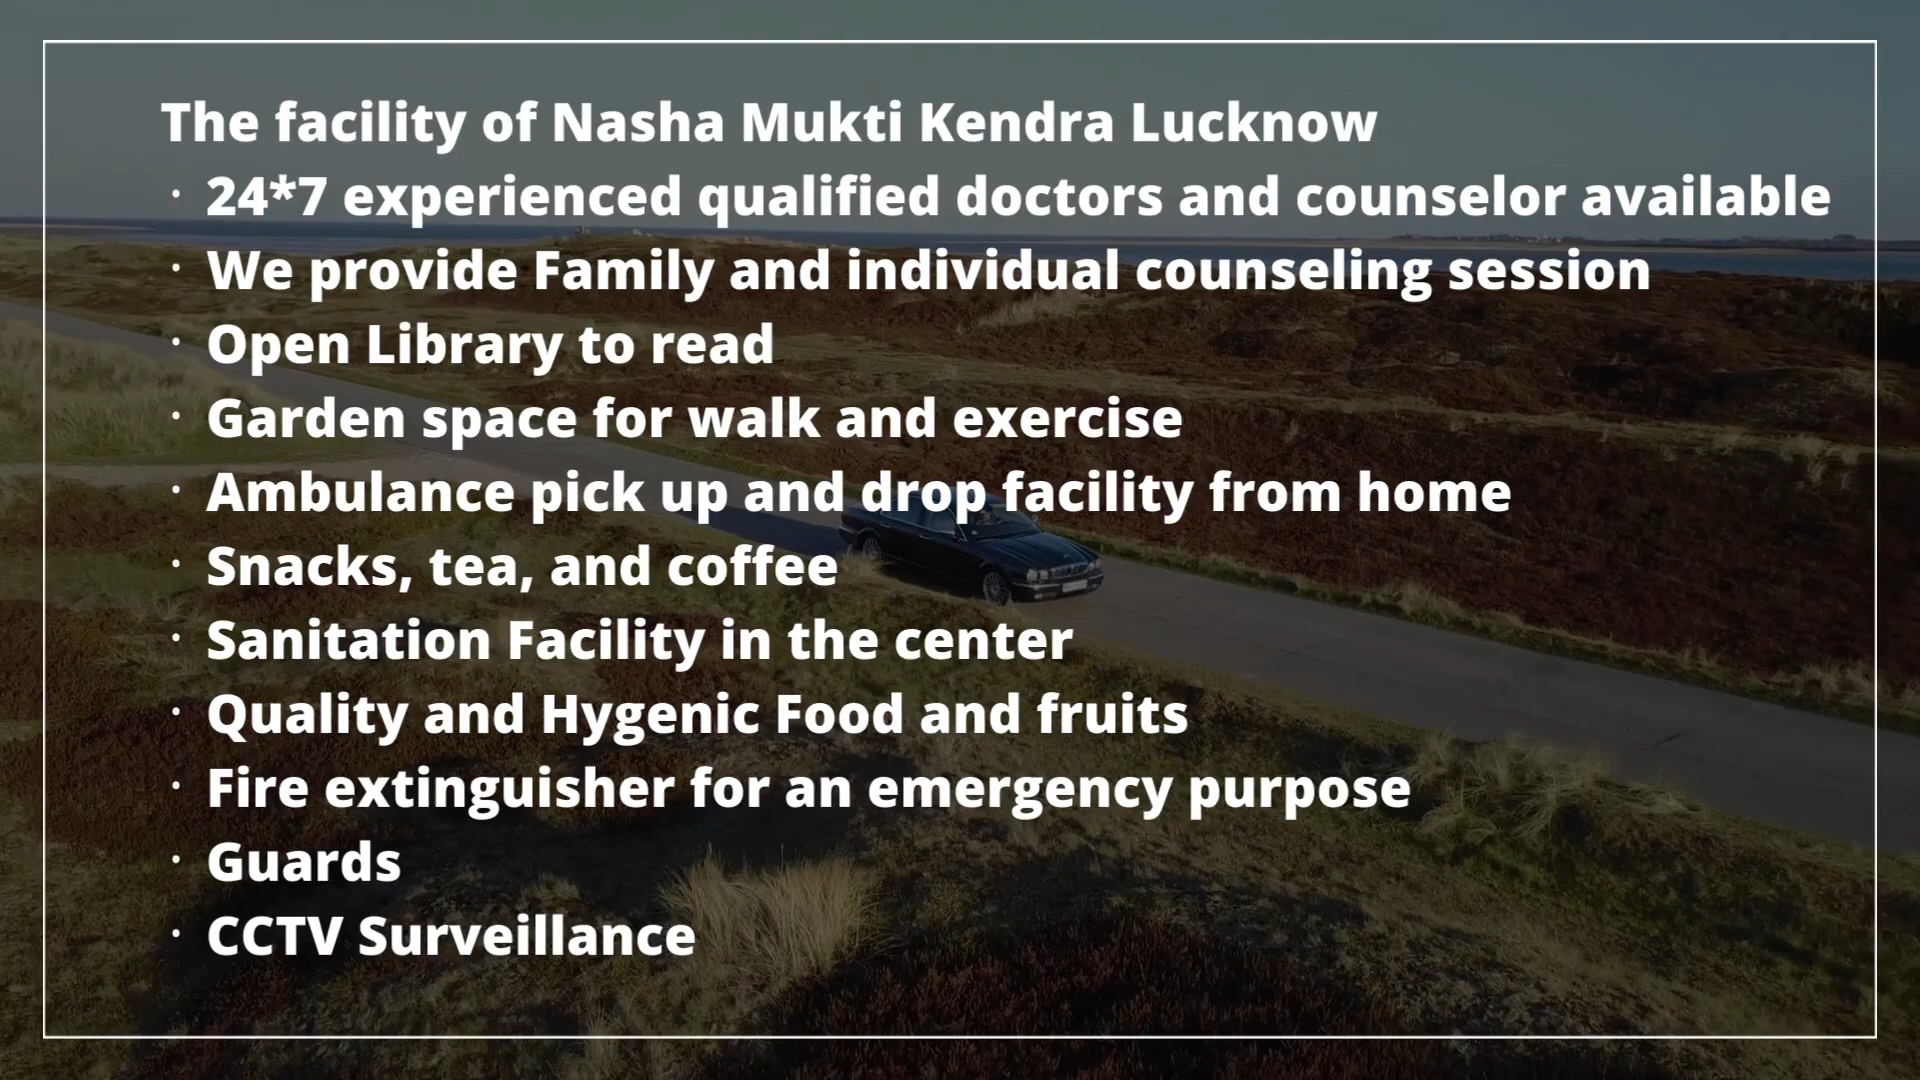 The facility of Nasha Mukti Kendra Lucknow
· 24*7 experienced qualified doctors and counselor available
· We provide Family and individual counseling session
· Open Library to read
· Garden space for walk and exercise
· Ambulance pick up and drop facility from home
· Snacks, tea, and coffee
· Sanitation Facility in the center
· Quality and Hygenic Food and fruits
· Fire extinguisher for an emergency purpose
· Guards
· CCTV Surveillance